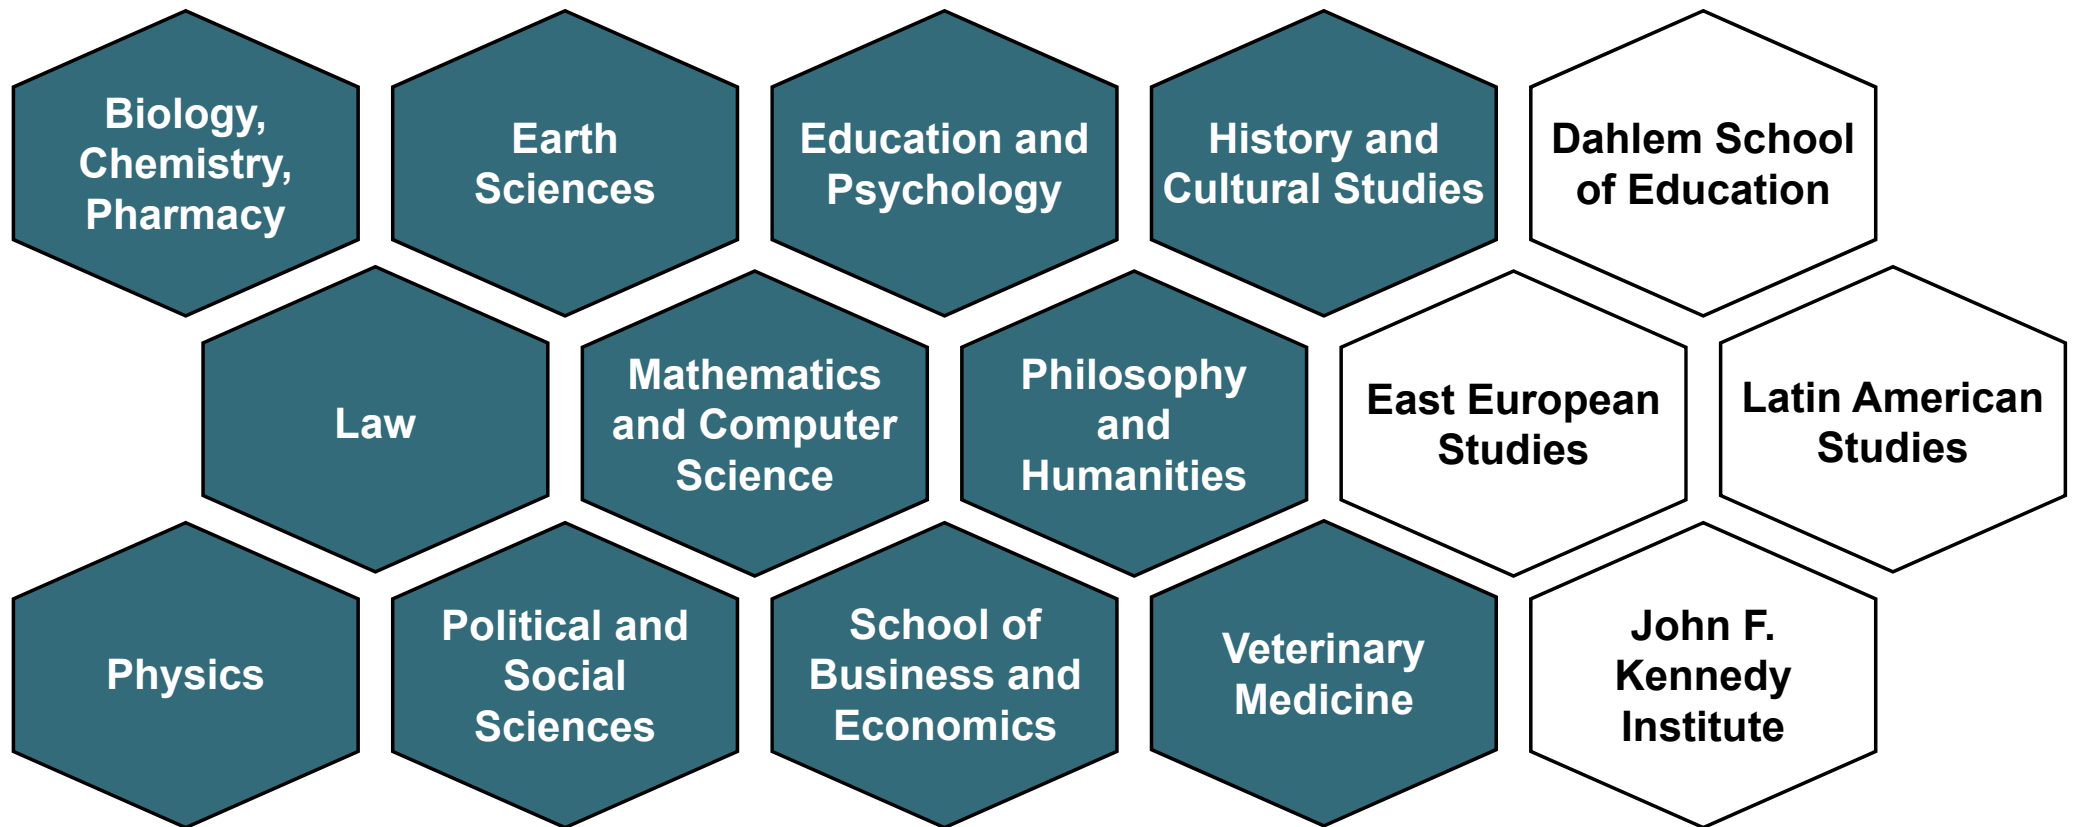 Biology,
Chemistry,
Pharmacy
Earth
Sciences
Education and
Psychology
History and
Cultural Studies
Dahlem School
of Education
Law
Mathematics
and Computer
Science
Philosophy
and
Humanities
East European
Studies
Latin American
Studies
Physics
Political and
Social
Sciences
School of
Business and
Economics
Veterinary
Medicine
John F.
Kennedy
Institute